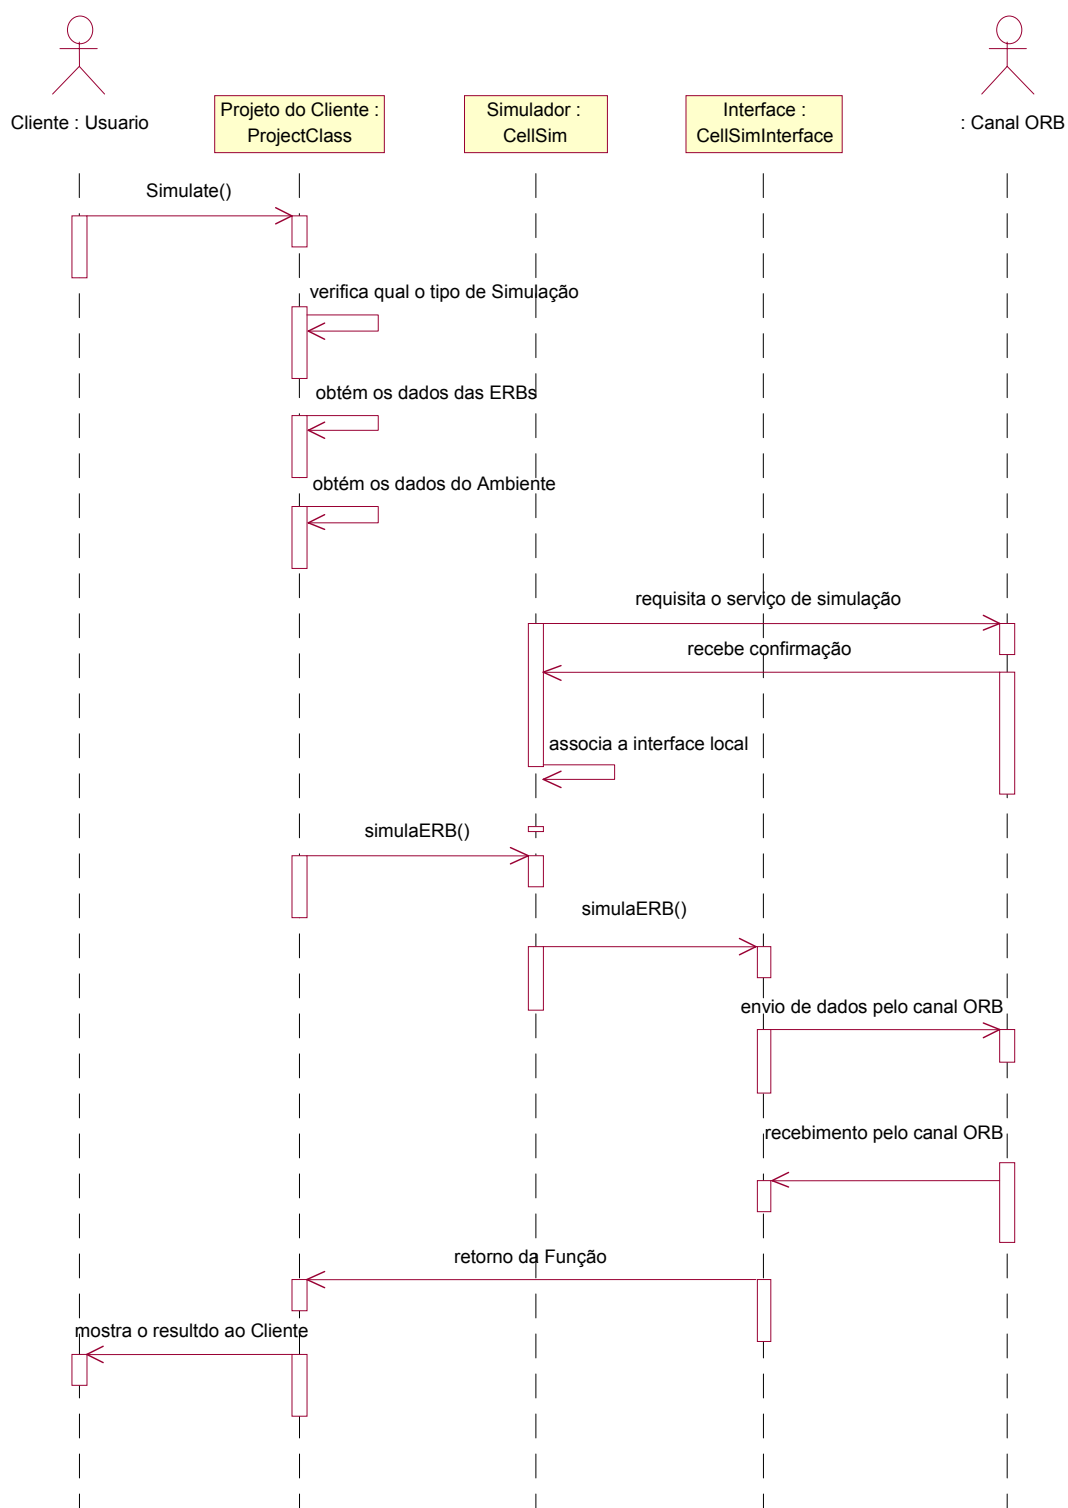 Cliente : Usuario
Projeto do Cliente :
ProjectClass
Simulador :
CellSim
Interface :
CellSimInterface
: Canal ORB
Simulate()
verifica qual o tipo de Simulação
obtém os dados das ERBs
obtém os dados do Ambiente
requisita o serviço de simulação
recebe confirmação
associa a interface local
simulaERB()
simulaERB()
envio de dados pelo canal ORB
recebimento pelo canal ORB
retorno da Função
mostra o resultdo ao Cliente